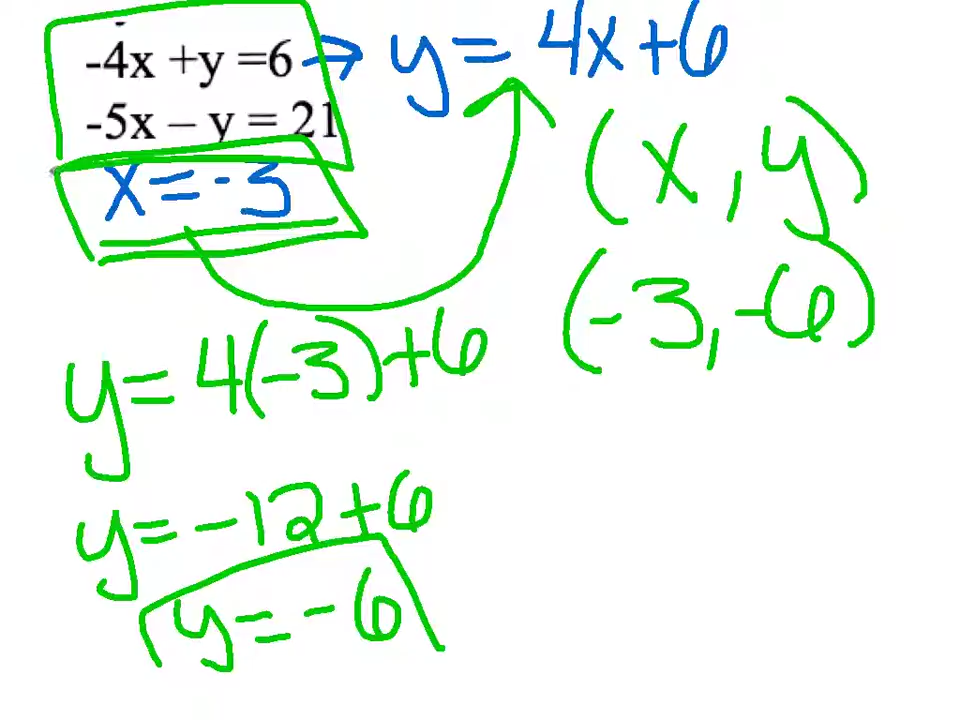 -4x +y =6 → y = 4x+6
-5x – y = 21
x = -3
(x, y)
(-3, -6)
y = 4(-3)+6
y = -12+6
y = -6